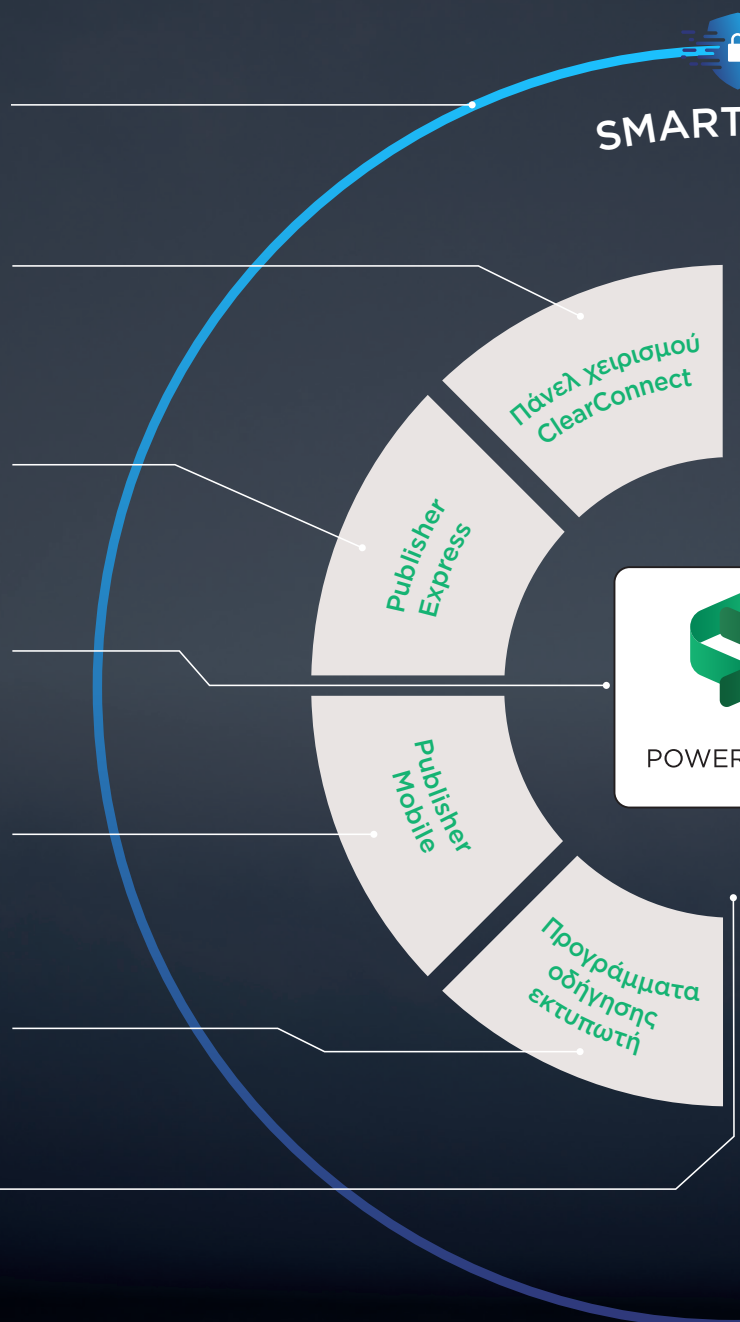 SMART
Πάνελ χειρισμού
ClearConnect
Publisher
Express
POWER
Publisher
Mobile
Προγράμματα
οδήγησης
εκτυπωτή